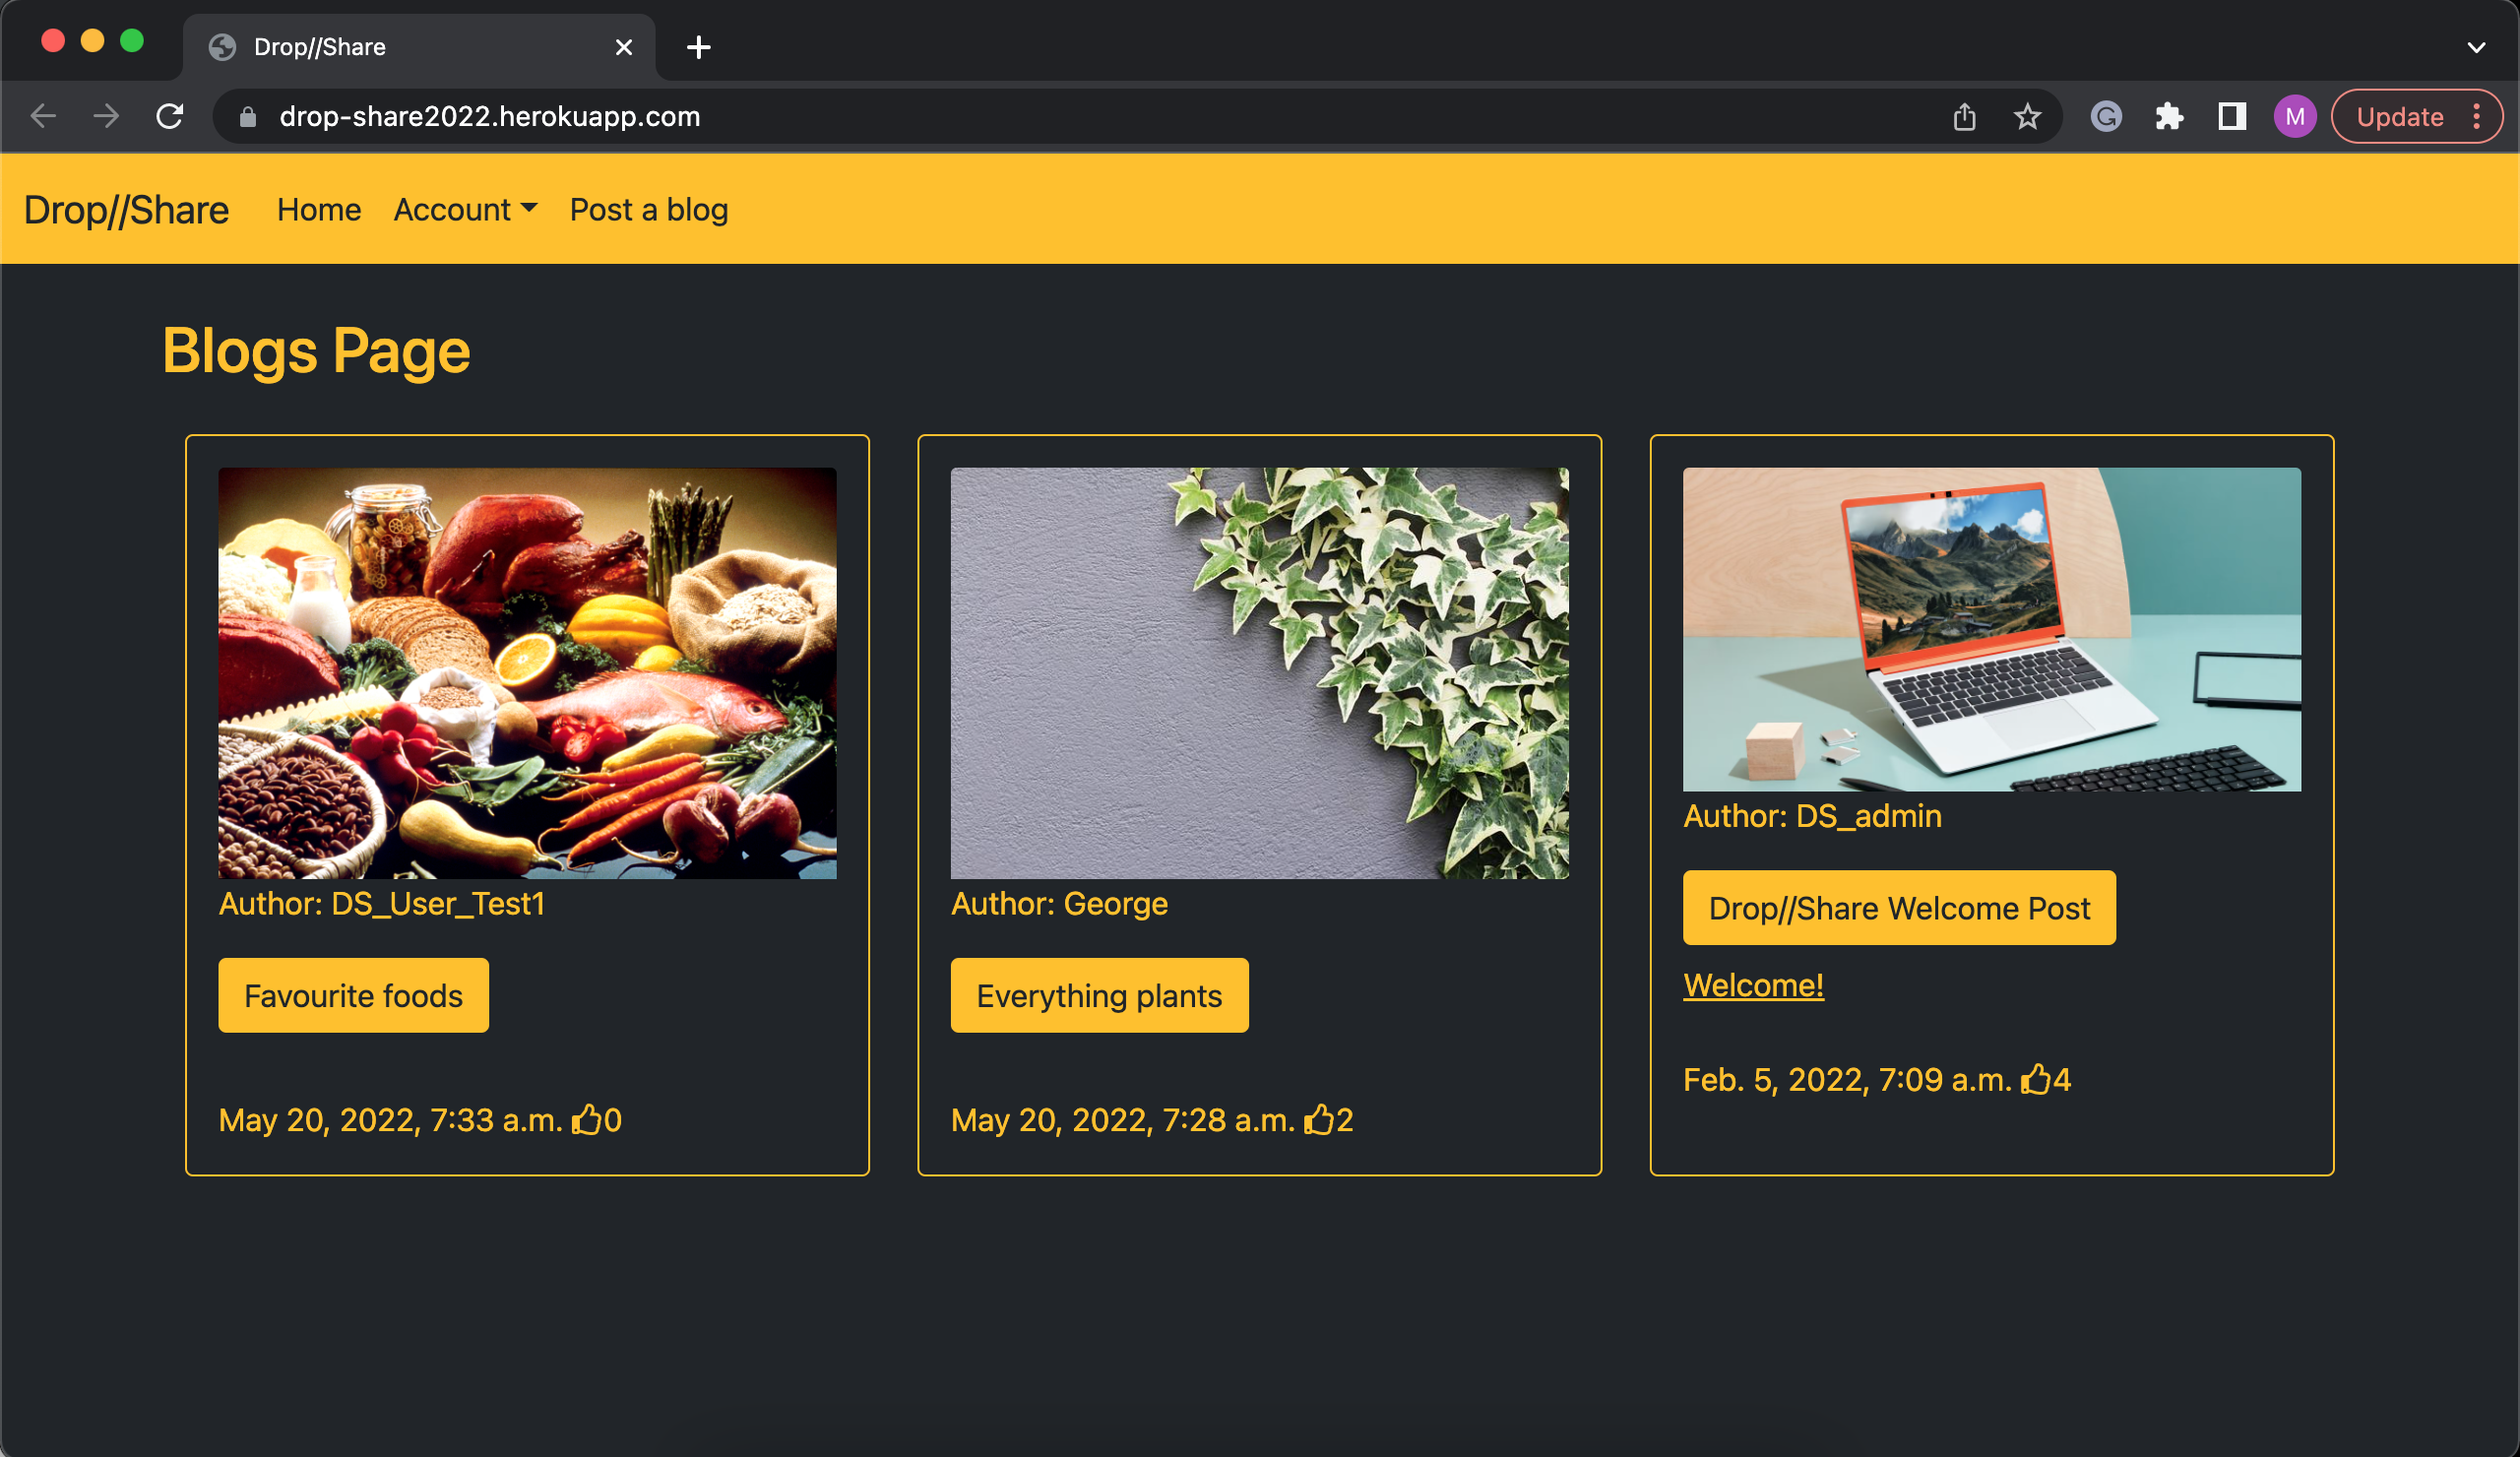 Drop//Share
drop-share2022.herokuapp.com
M
Update
Drop//Share Home Account Post a blog
Blogs Page
Author: DS_User_Test1
Favourite foods
May 20, 2022, 7:33 a.m. 0
Author: George
Everything plants
May 20, 2022, 7:28 a.m. 2
Author: DS_admin
Drop//Share Welcome Post
Welcome!
Feb. 5, 2022, 7:09 a.m. 4